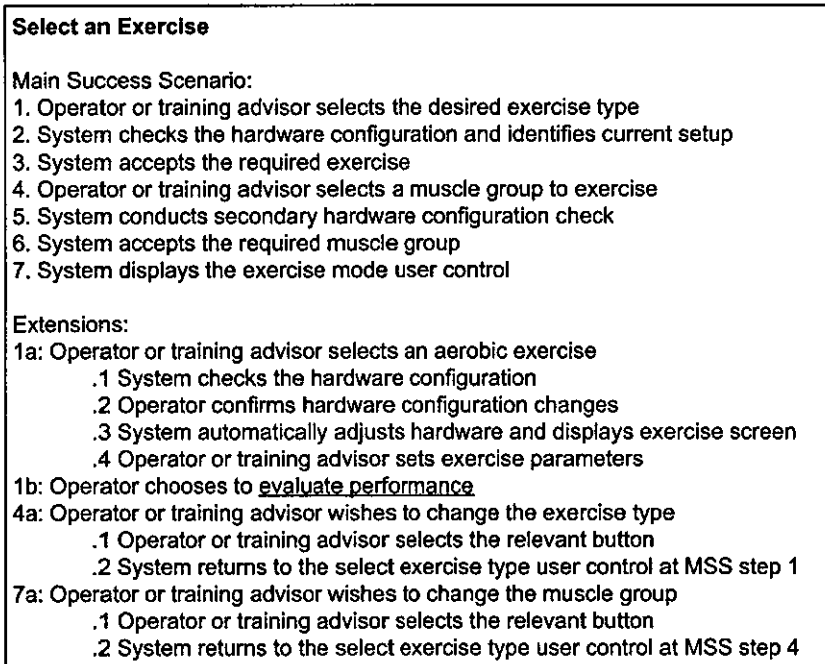 Select an Exercise
Main Success Scenario:
1. Operator or training advisor selects the desired exercise type
2. System checks the hardware configuration and identifies current setup
3. System accepts the required exercise
4. Operator or training advisor selects a muscle group to exercise
5. System conducts secondary hardware configuration check
6. System accepts the required muscle group
7. System displays the exercise mode user control
Extensions:
1a: Operator or training advisor selects an aerobic exercise
.1 System checks the hardware configuration
.2 Operator confirms hardware configuration changes
.3 System automatically adjusts hardware and displays exercise screen
.4 Operator or training advisor sets exercise parameters
1b: Operator chooses to evaluate performance
4a: Operator or training advisor wishes to change the exercise type
.1 Operator or training advisor selects the relevant button
.2 System returns to the select exercise type user control at MSS step 1
7a: Operator or training advisor wishes to change the muscle group
.1 Operator or training advisor selects the relevant button
.2 System returns to the select exercise type user control at MSS step 4